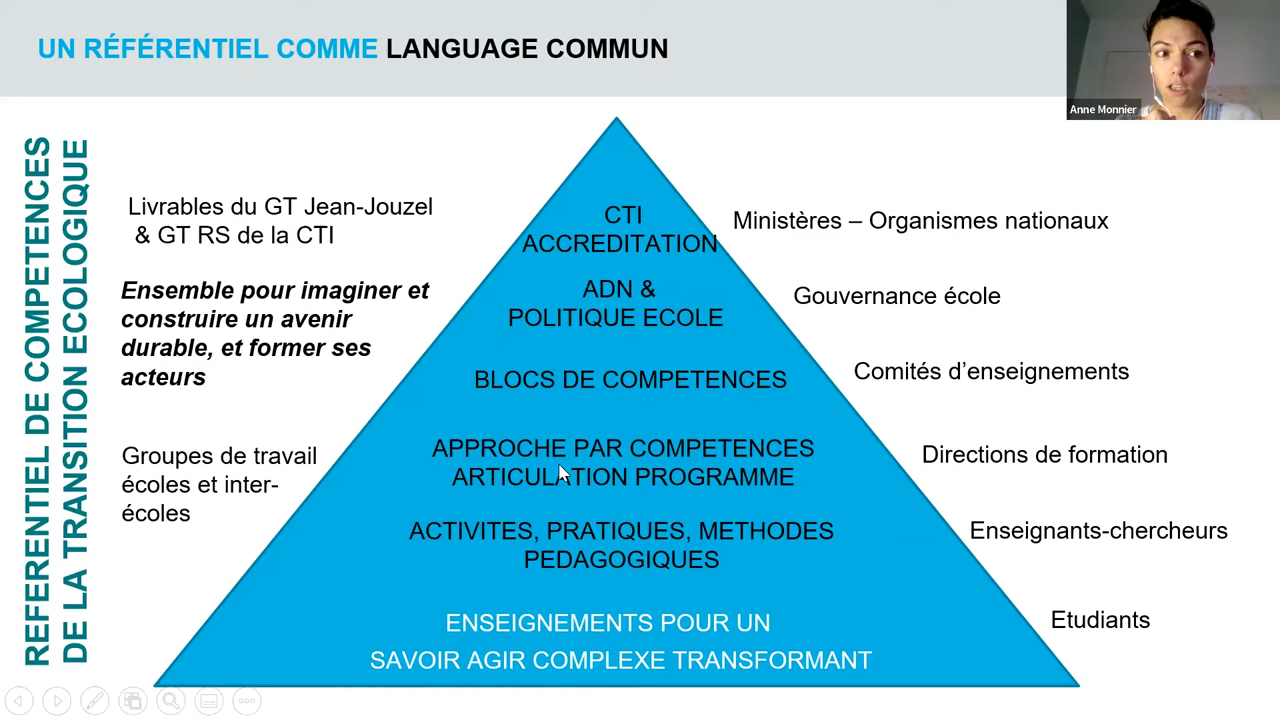 UN RÉFÉRENTIEL COMME LANGUAGE COMMUN
Anne Monnier
REFERENTIEL DE COMPETENCES
DE LA TRANSITION ECOLOGIQUE
Livrables du GT Jean-Jouzel
& GT RS de la CTI
Ensemble pour imaginer et
construire un avenir
durable, et former ses
acteurs
Groupes de travail
écoles et inter-
écoles
CTI
ACCREDITATION
ADN &
POLITIQUE ECOLE
BLOCS DE COMPETENCES
APPROCHE PAR COMPETENCES
ARTICULATION PROGRAMME
ACTIVITES, PRATIQUES, METHODES
PEDAGOGIQUES
ENSEIGNEMENTS POUR UN
SAVOIR AGIR COMPLEXE TRANSFORMANT
Ministères – Organismes nationaux
Gouvernance école
Comités d’enseignements
Directions de formation
Enseignants-chercheurs
Etudiants